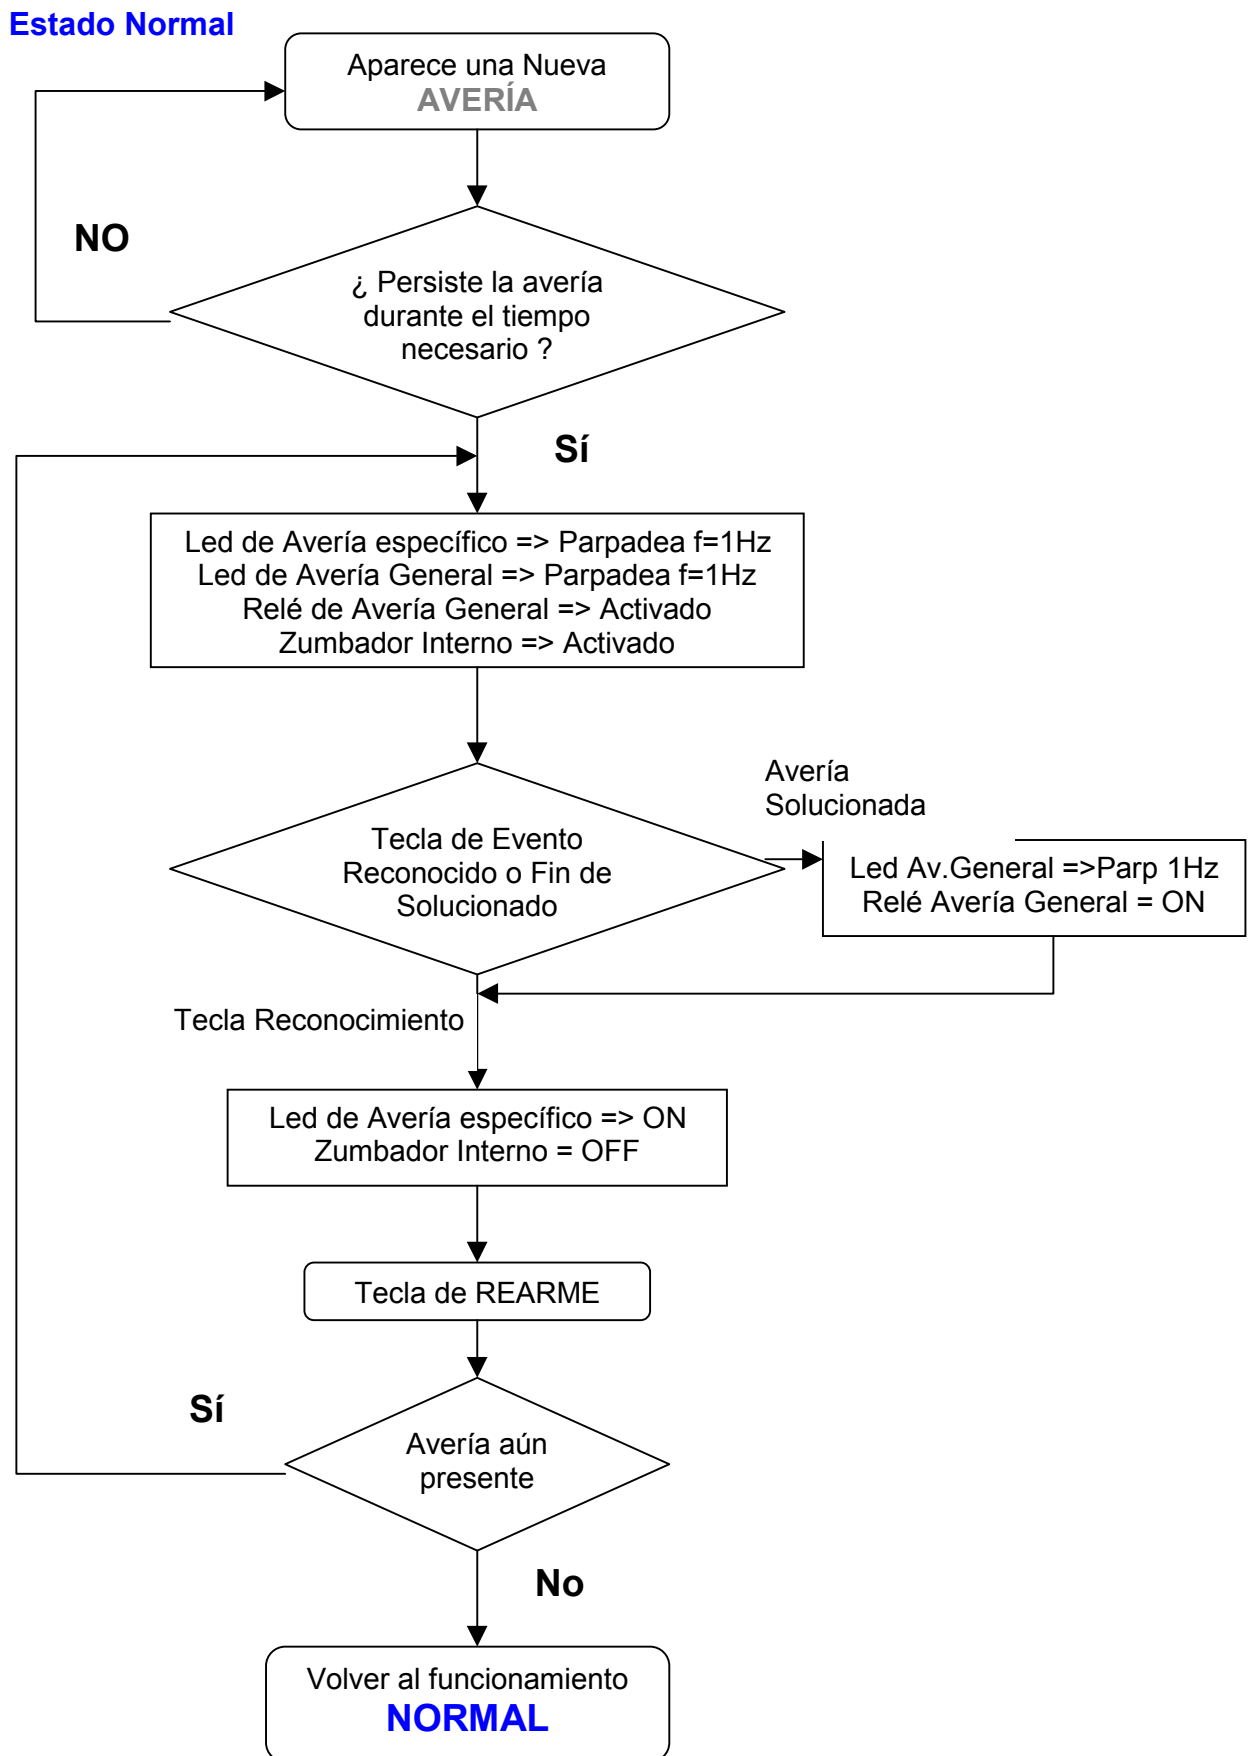 Estado Normal
Aparece una Nueva
AVERÍA
NO
¿ Persiste la avería
durante el tiempo
necesario ?
Sí
Led de Avería específico => Parpadea f=1Hz
Led de Avería General => Parpadea f=1Hz
Relé de Avería General => Activado
Zumbador Interno => Activado
Avería
Solucionada
Tecla de Evento
Reconocido o Fin de
Solucionado
Led Av.General =>Parp 1Hz
Relé Avería General = ON
Tecla Reconocimiento
Led de Avería específico => ON
Zumbador Interno = OFF
Tecla de REARME
Sí
Avería aún
presente
No
Volver al funcionamiento
NORMAL